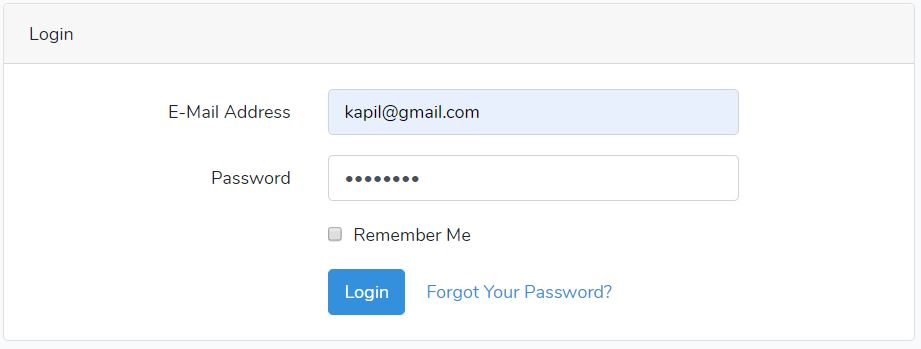 Login
E-Mail Address kapil@gmail.com
Password ••••••••
Remember Me
Login Forgot Your Password?